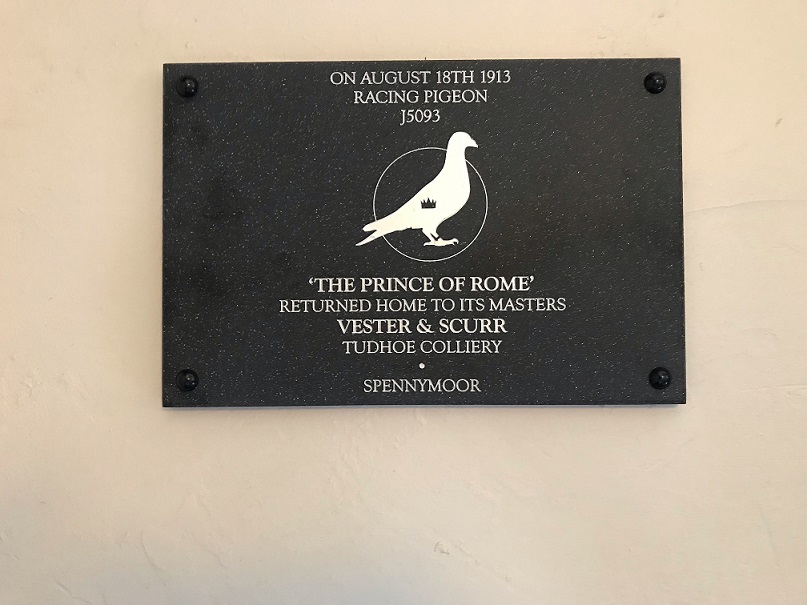 ON AUGUST 18TH 1913
RACING PIGEON
J5093
‘THE PRINCE OF ROME’
RETURNED HOME TO ITS MASTERS
VESTER & SCURR
TUDHOE COLLIERY
•
SPENNYMOOR